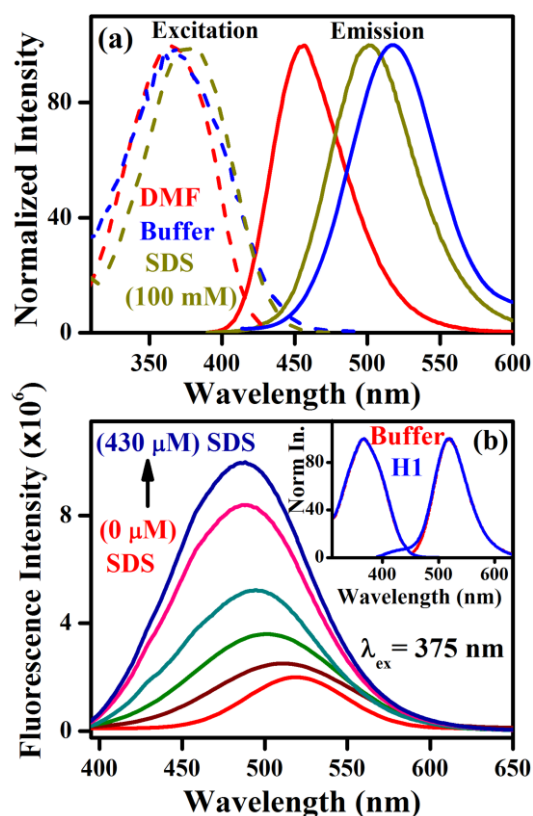 (a) Excitation Emission
Normalized Intensity
80
40
0
DMF
Buffer
SDS
(100 mM)
350 400 450 500 550 600
Wavelength (nm)
Fluorescence Intensity (x10⁶)
8
4
0
(430 μM) SDS
(0 μM)
SDS
Norm In.
80
40
0
Buffer
H1
(b)
400 500 600
Wavelength (nm)
λex = 375 nm
400 450 500 550 600 650
Wavelength (nm)